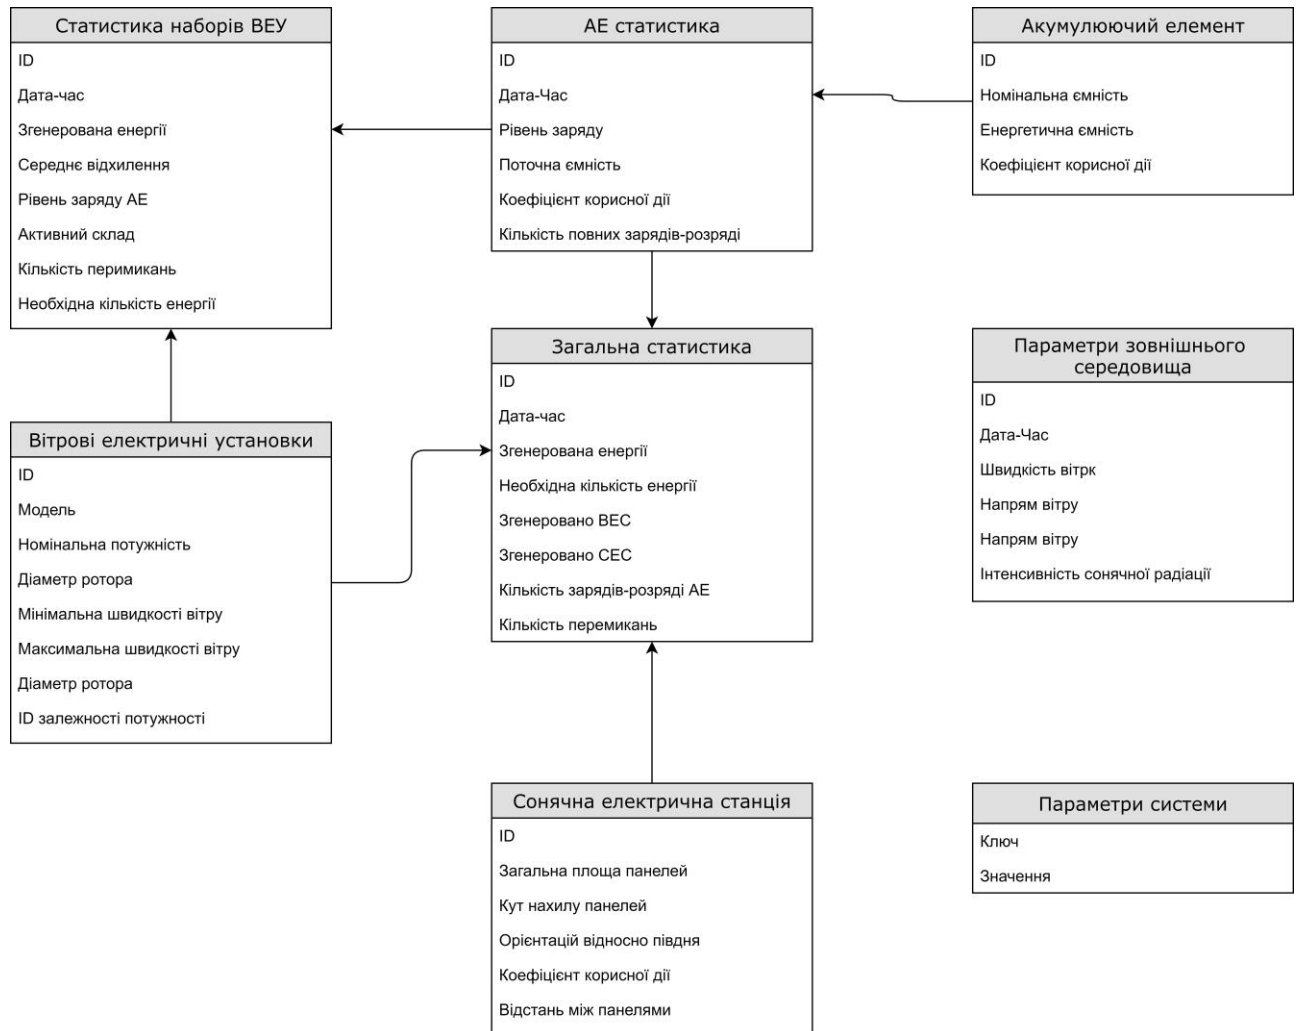 Статистика наборів ВЕУ
ID
Дата-час
Згенерована енергії
Середнє відхилення
Рівень заряду АЕ
Активний склад
Кількість перимикань
Необхідна кількість енергії
АЕ статистика
ID
Дата-Час
Рівень заряду
Поточна ємність
Коефіцієнт корисної дії
Кількість повних зарядів-розряді
Акумулюючий елемент
ID
Номінальна ємність
Енергетична ємність
Коефіцієнт корисної дії
Вітрові електричні установки
ID
Модель
Номінальна потужність
Діаметр ротора
Мінімальна швидкості вітру
Максимальна швидкості вітру
Діаметр ротора
ID залежності потужності
Загальна статистика
ID
Дата-час
Згенерована енергії
Необхідна кількість енергії
Згенеровано ВЕС
Згенеровано СЕС
Кількість зарядів-розряді АЕ
Кількість перемикань
Параметри зовнішнього
середовища
ID
Дата-Час
Швидкість вітрк
Напрям вітру
Напрям вітру
Інтенсивність сонячної радіації
Сонячна електрична станція
ID
Загальна площа панелей
Кут нахилу панелей
Орієнтацій відносно півдня
Коефіцієнт корисної дії
Відстань між панелями
Параметри системи
Ключ
Значення